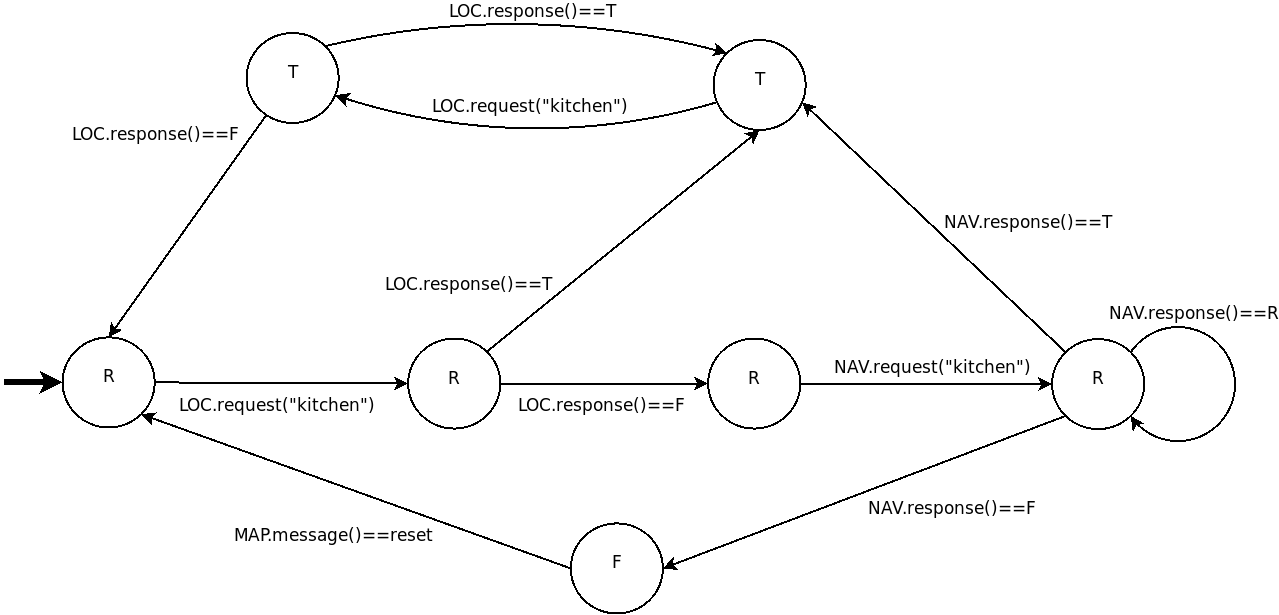 LOC.response()==T
T
T
LOC.request("kitchen")
LOC.response()==F
NAV.response()==T
LOC.response()==T
NAV.response()==R
R
R
R
R
NAV.request("kitchen")
LOC.request("kitchen")
LOC.response()==F
NAV.response()==F
MAP.message()==reset
F